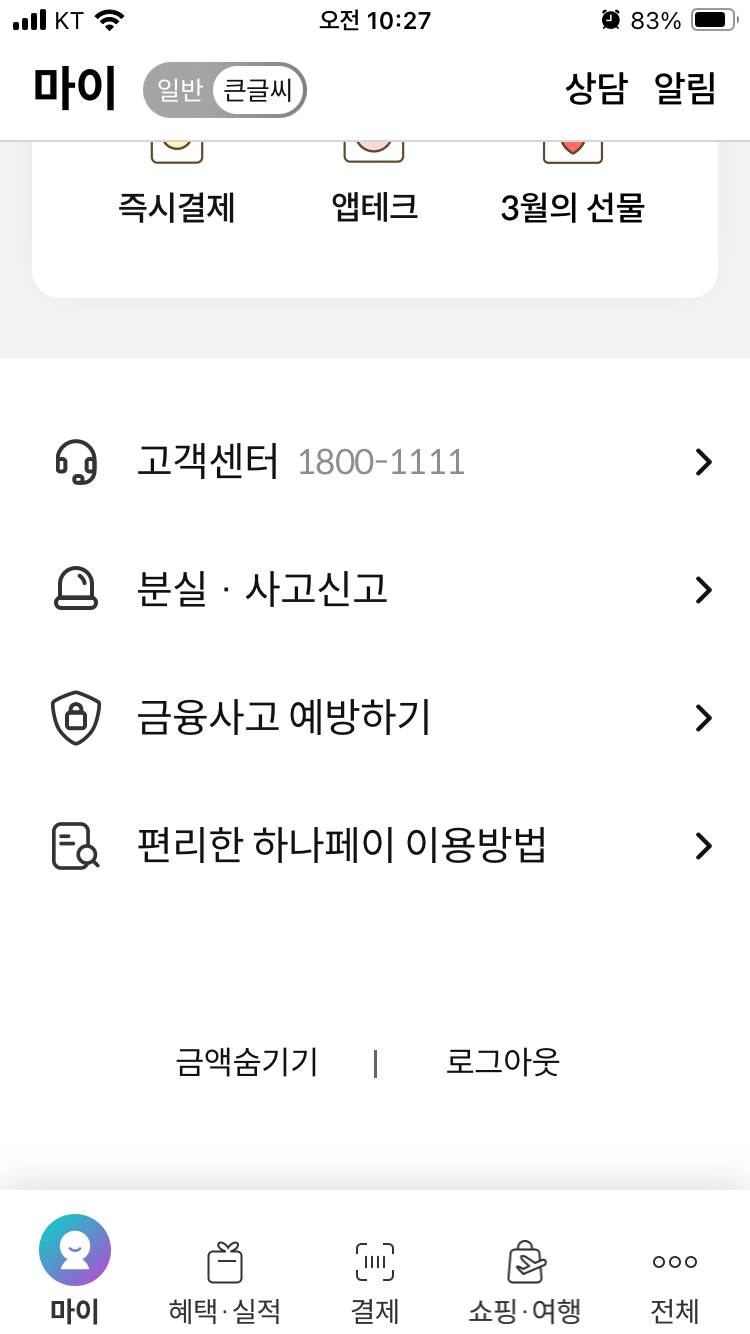 KT 오전 10:27 83%
마이 일반 큰글씨 상담 알림
즉시결제 앱테크 3월의 선물
고객센터 1800-1111
분실 · 사고신고
금융사고 예방하기
편리한 하나페이 이용방법
금액숨기기 | 로그아웃
마이 혜택·실적 결제 쇼핑·여행 전체